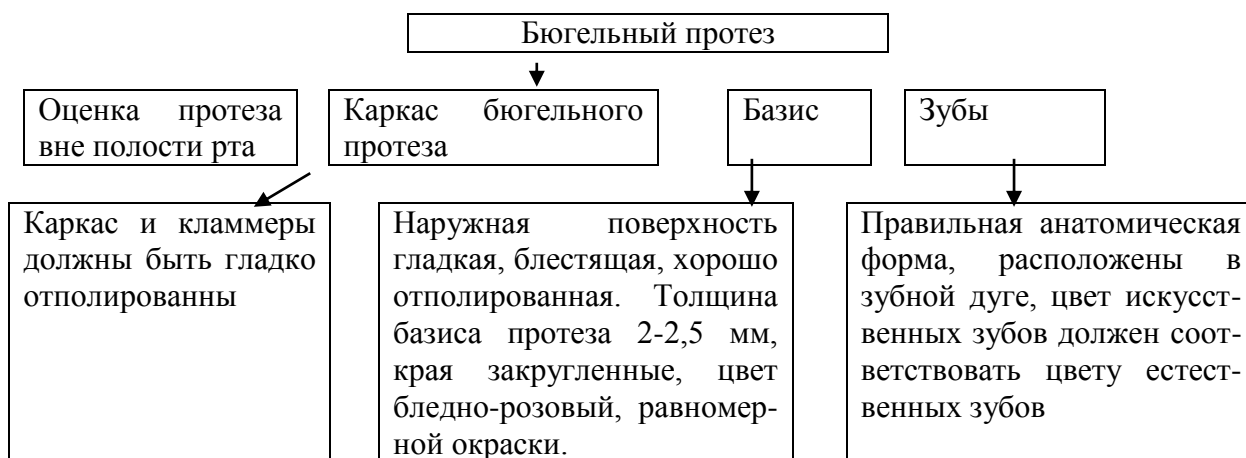 Бюгельный протез
Оценка протеза
вне полости рта
Каркас бюгельного
протеза
Базис
Зубы
Каркас и кламмеры
должны быть гладко
отполированны
Наружная поверхность
гладкая, блестящая, хорошо
отполированная. Толщина
базиса протеза 2-2,5 мм,
края закругленные, цвет
бледно-розовый, равномер-
ной окраски.
Правильная анатомическая
форма, расположены в
зубной дуге, цвет искусст-
венных зубов должен соот-
ветствовать цвету естест-
венных зубов